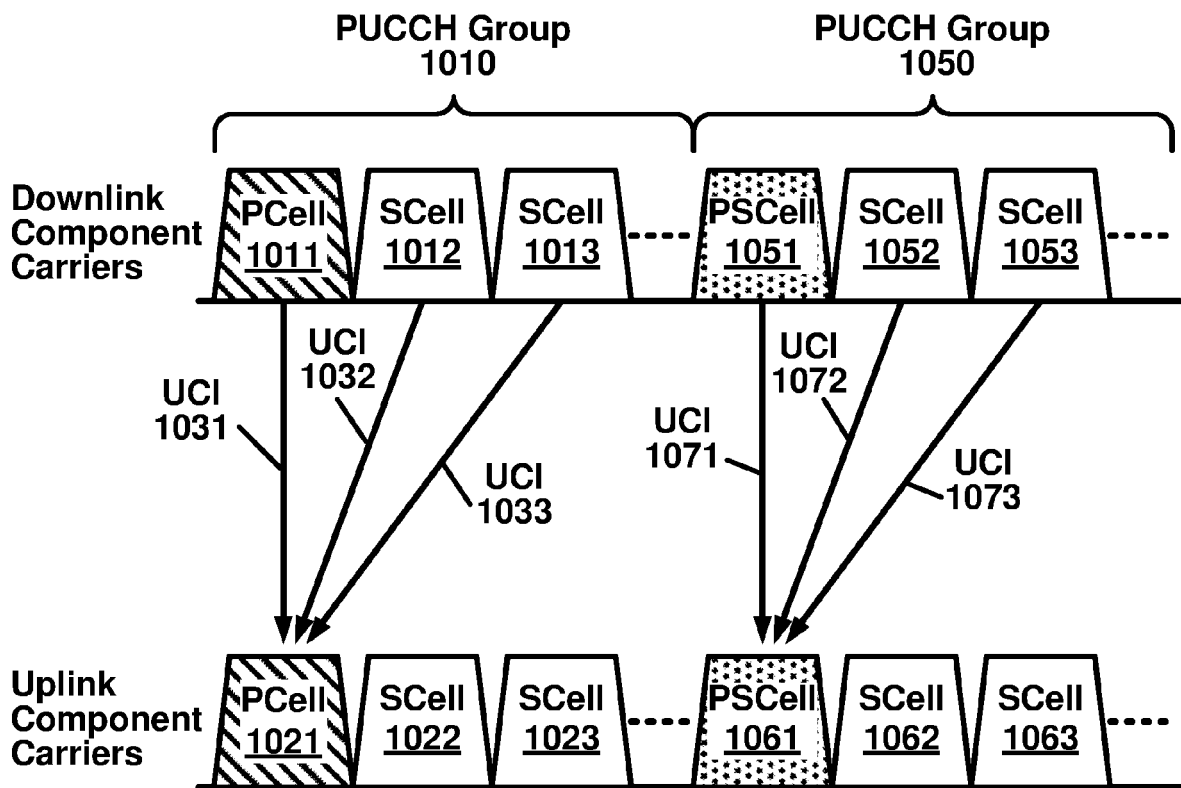 PUCCH Group
1010
PUCCH Group
1050
Downlink
Component
Carriers
PCell
1011
SCell
1012
SCell
1013
PSCell
1051
SCell
1052
SCell
1053
UCI
1031
UCI
1032
UCI
1033
UCI
1071
UCI
1072
UCI
1073
Uplink
Component
Carriers
PCell
1021
SCell
1022
SCell
1023
PSCell
1061
SCell
1062
SCell
1063